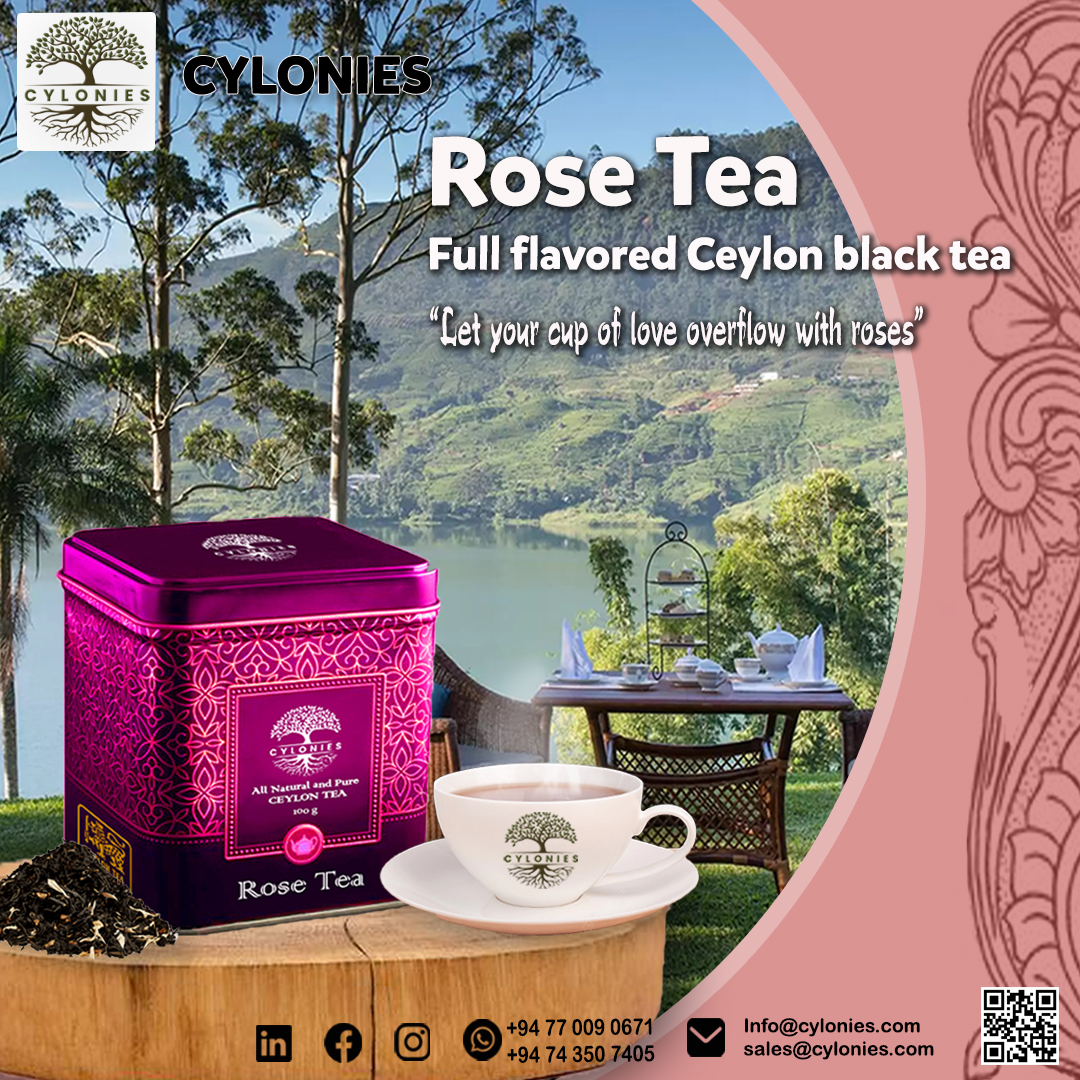 CYLONIES
CYLONIES
Rose Tea
Full flavored Ceylon black tea
“Let your cup of love overflow with roses”
CYLONIES
CYLONIES
All Natural and Pure
CEYLON TEA
100 g
Rose Tea
CYLONIES
+94 77 009 0671
+94 74 350 7405
Info@cylonies.com
sales@cylonies.com